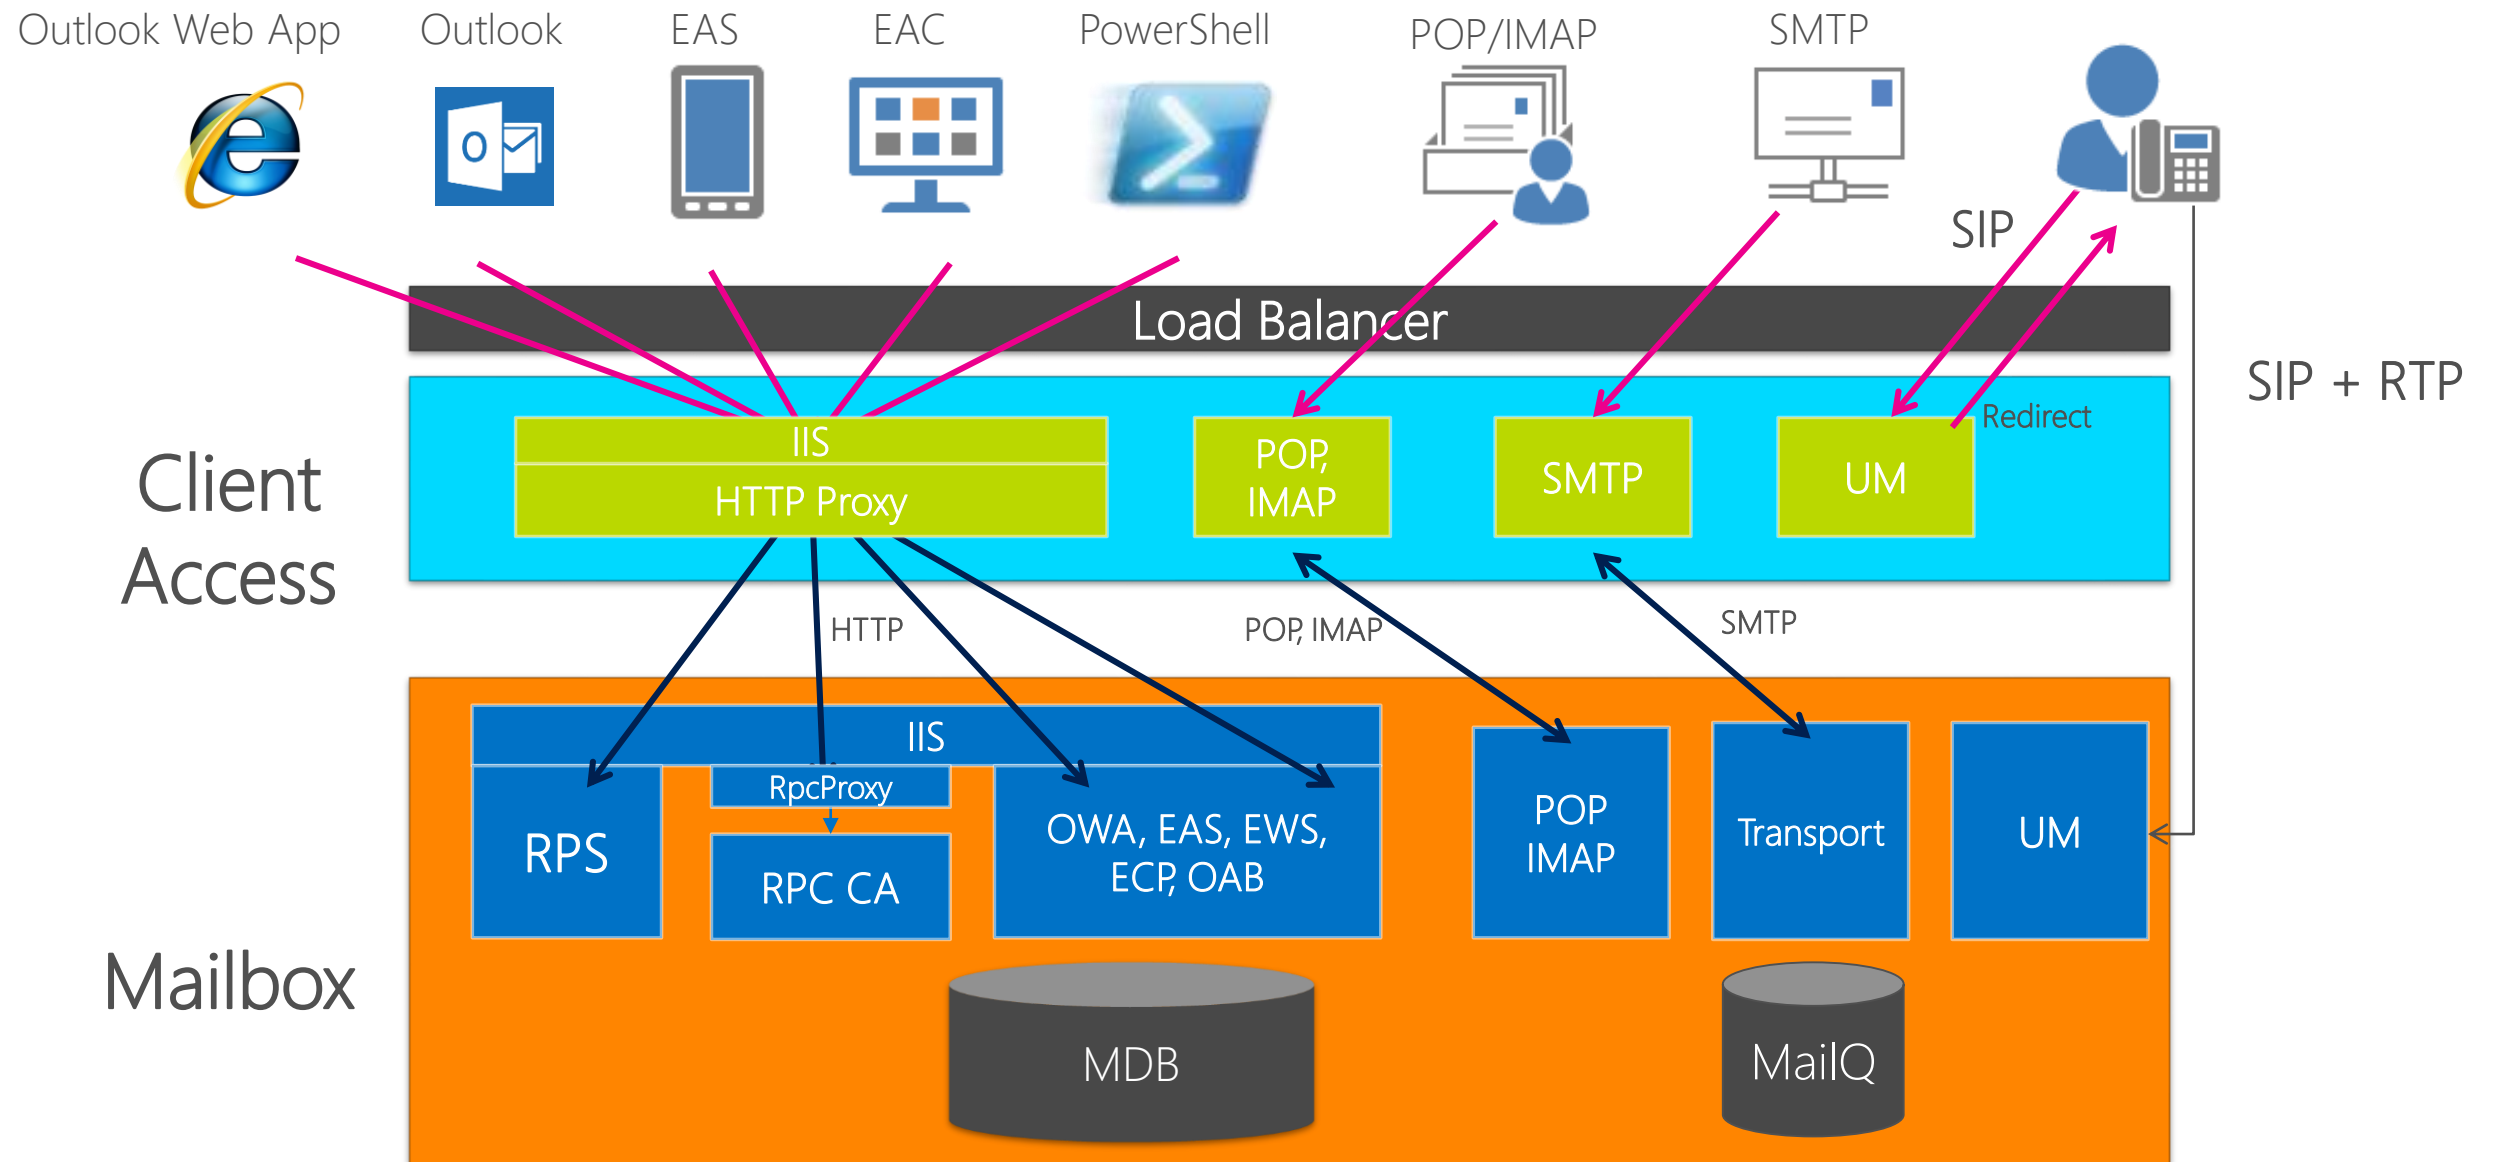 Outlook Web App
Outlook
EAS
EAC
PowerShell
POP/IMAP
SMTP
SIP
Load Balancer
SIP + RTP
Redirect
Client
Access
IIS
HTTP Proxy
POP,
IMAP
SMTP
UM
HTTP
POP, IMAP
SMTP
Mailbox
IIS
RPS
RpcProxy
RPC CA
OWA, EAS, EWS,
ECP, OAB
POP
IMAP
Transport
UM
MDB
MailQ